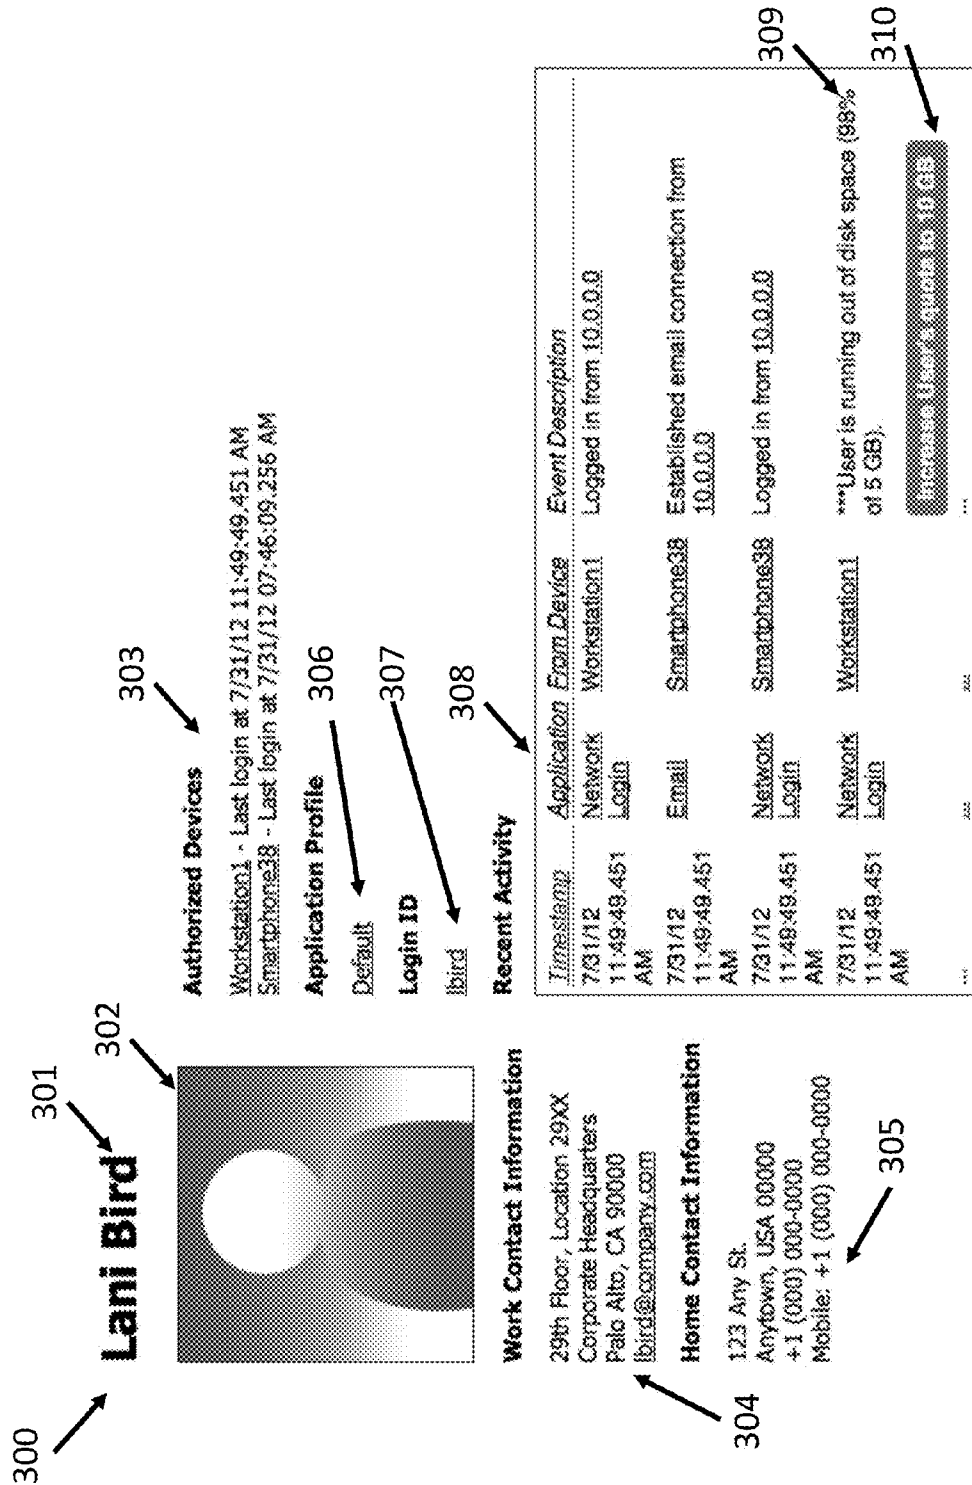 300
Lani Bird
301
302
Work Contact Information
29th Floor, Location 29XX
Corporate Headquarters
Palo Alto, CA 90000
lbird@company.com
304
Home Contact Information
123 Any St.
Anytown, USA 00000
+1 (000) 000-0000
Mobile: +1 (000) 000-0000
305
Authorized Devices
303
Workstation1 - Last login at 7/31/12 11:49:49.451 AM
Smartphone38 - Last login at 7/31/12 07:46:09.256 AM
Application Profile
306
Default
Login ID
307
lbird
Recent Activity
308
Timestamp Application From Device Event Description
7/31/12 Network Workstation1 Logged in from 10.0.0.0
11:49:49.451 Login
AM
7/31/12 Email Smartphone38 Established email connection from
11:49:49.451 10.0.0.0
AM
7/31/12 Network Smartphone38 Logged in from 10.0.0.0
11:49:49.451 Login
AM
7/31/12 Network Workstation1 ***User is running out of disk space (98%
11:49:49.451 Login of 5 GB).
AM
309
Increase User's quota to 10 GB
310
... ... ... ...